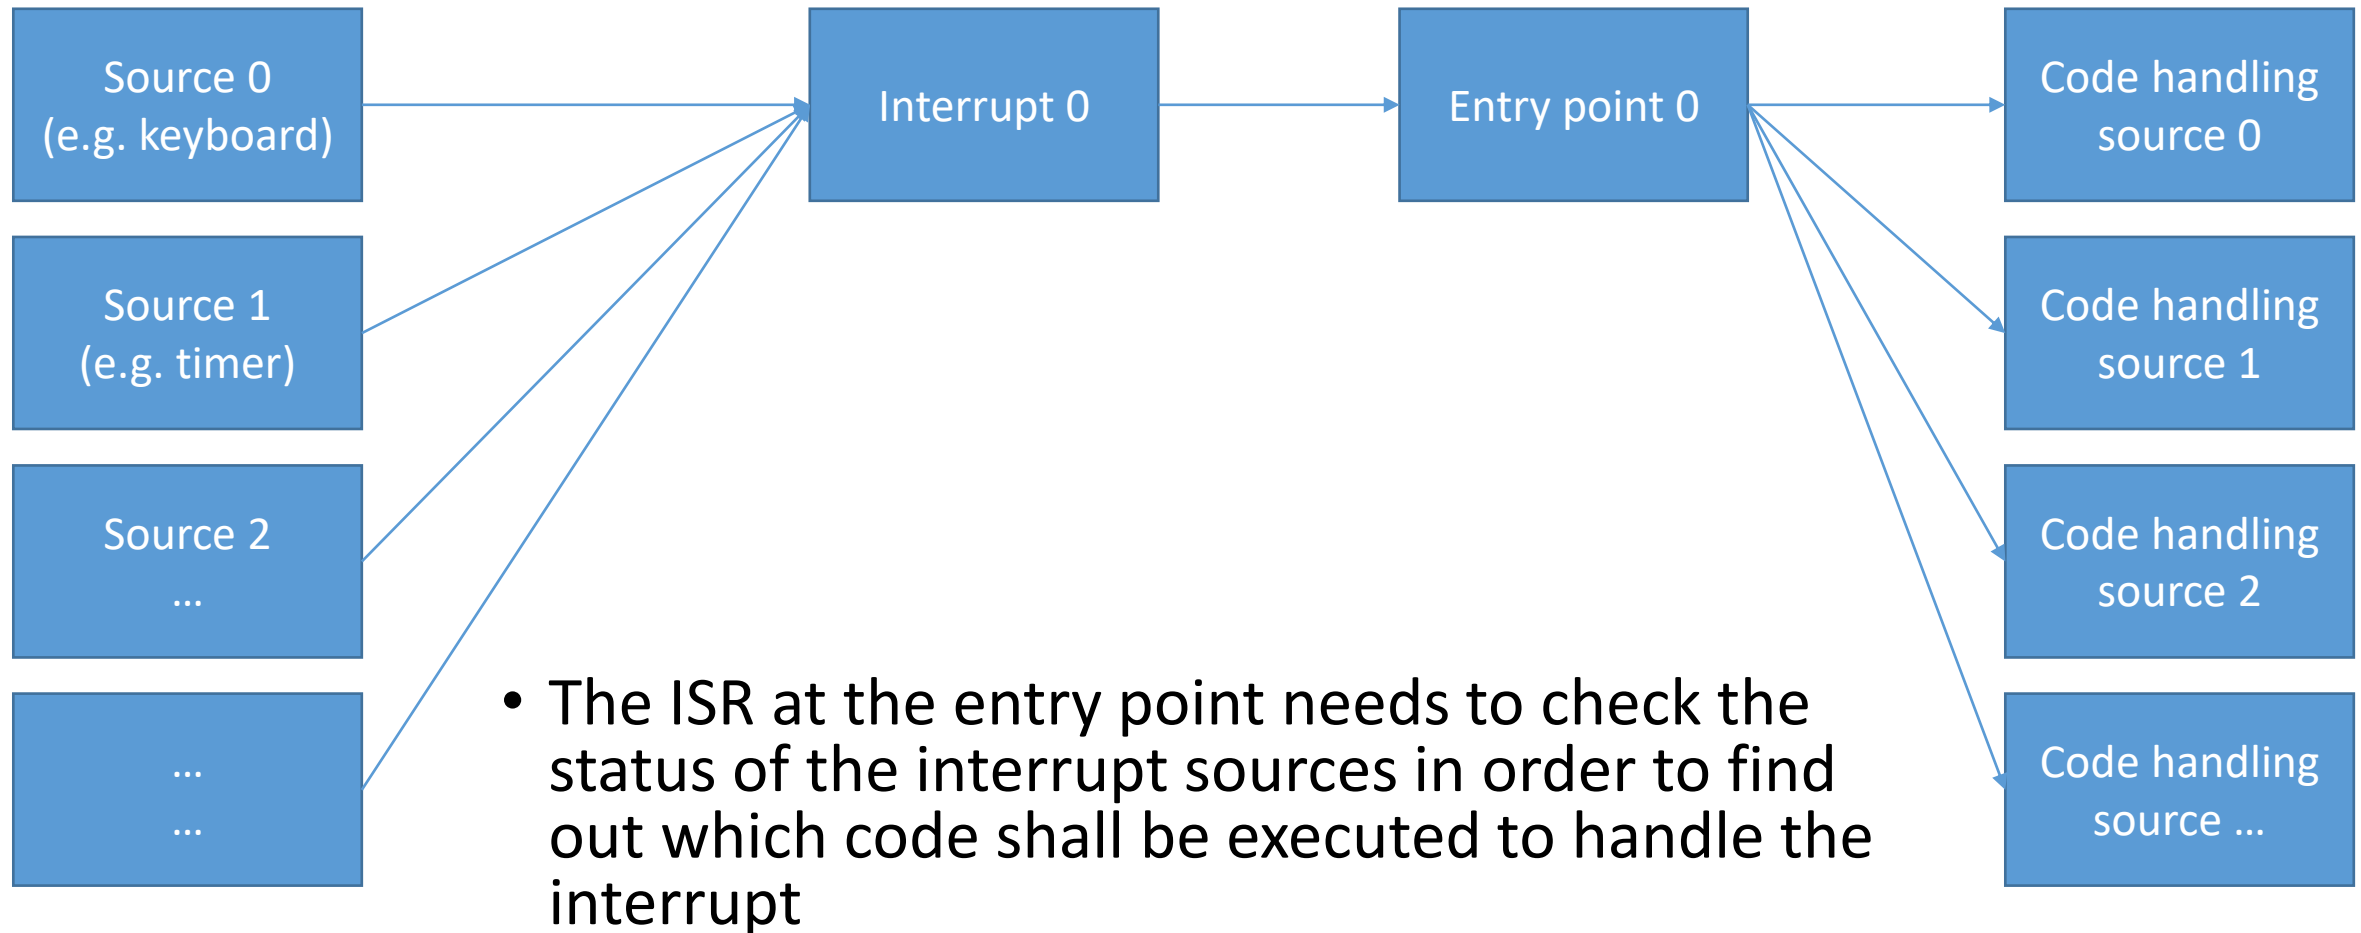 Source 0
(e.g. keyboard)
Interrupt 0
Entry point 0
Code handling
source 0
Source 1
(e.g. timer)
Code handling
source 1
Source 2
...
Code handling
source 2
...
...
Code handling
source ...
• The ISR at the entry point needs to check the
status of the interrupt sources in order to find
out which code shall be executed to handle the
interrupt